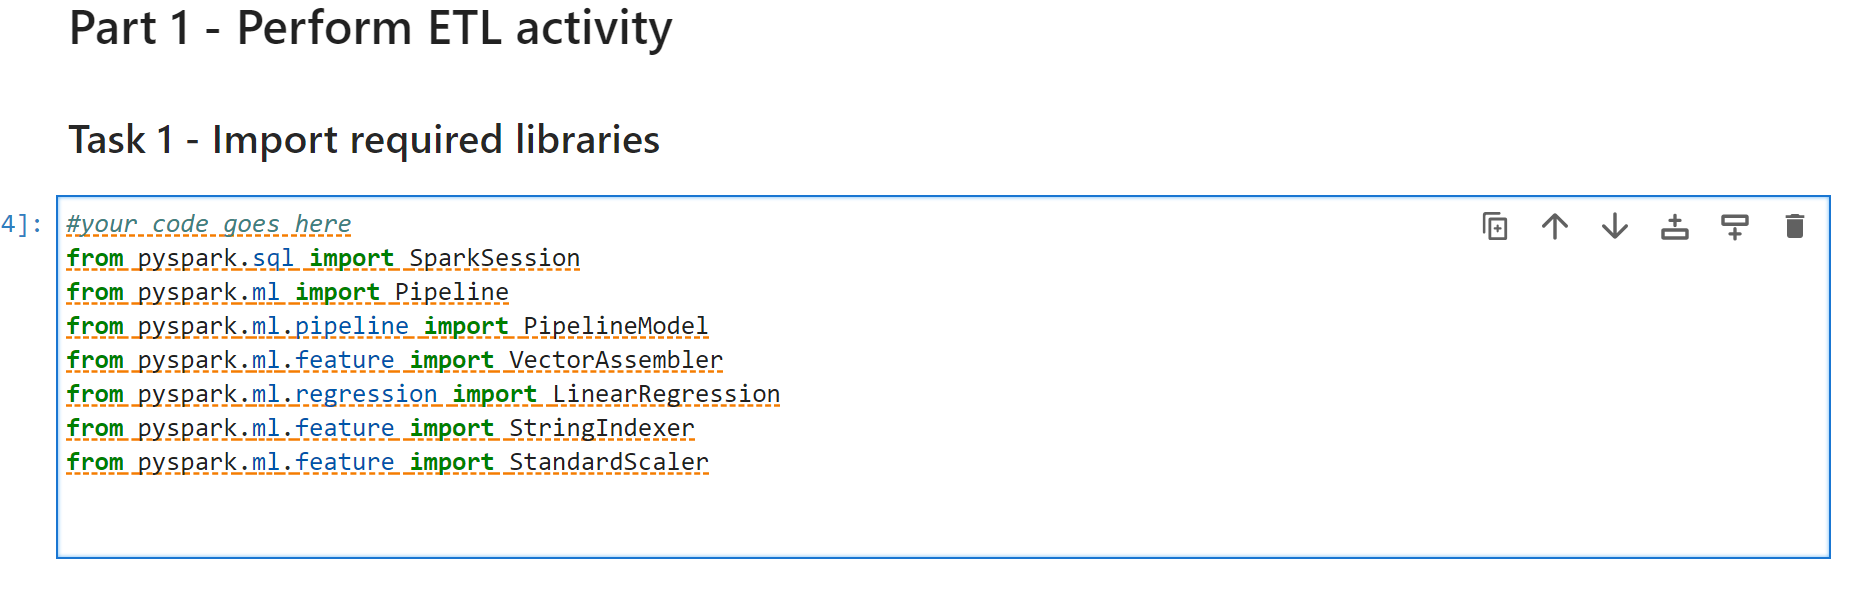 Part 1 - Perform ETL activity
Task 1 - Import required libraries
4]:
#your code goes here
from pyspark.sql import SparkSession
from pyspark.ml import Pipeline
from pyspark.ml.pipeline import PipelineModel
from pyspark.ml.feature import VectorAssembler
from pyspark.ml.regression import LinearRegression
from pyspark.ml.feature import StringIndexer
from pyspark.ml.feature import StandardScaler